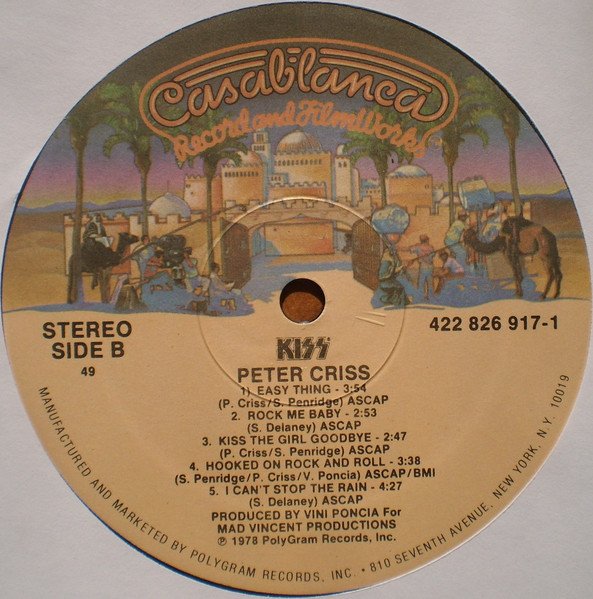 Casablanca
Record and FilmWorks
STEREO
SIDE B
49
422 826 917-1
KISS
PETER CRISS
1) EASY THING - 3:54
(P. Criss/S. Penridge) ASCAP
2. ROCK ME BABY - 2:53
(S. Delaney) ASCAP
3. KISS THE GIRL GOODBYE - 2:47
(P. Criss/S. Penridge) ASCAP
4. HOOKED ON ROCK AND ROLL - 3:38
(S. Penridge/P. Criss/V. Poncia) ASCAP/BMI
5. I CAN'T STOP THE RAIN - 4:27
(S. Delaney) ASCAP
PRODUCED BY VINI PONCIA For
MAD VINCENT PRODUCTIONS
℗ 1978 PolyGram Records, Inc.
MANUFACTURED AND MARKETED BY POLYGRAM RECORDS, INC. • 810 SEVENTH AVENUE, NEW YORK, N.Y. 10019